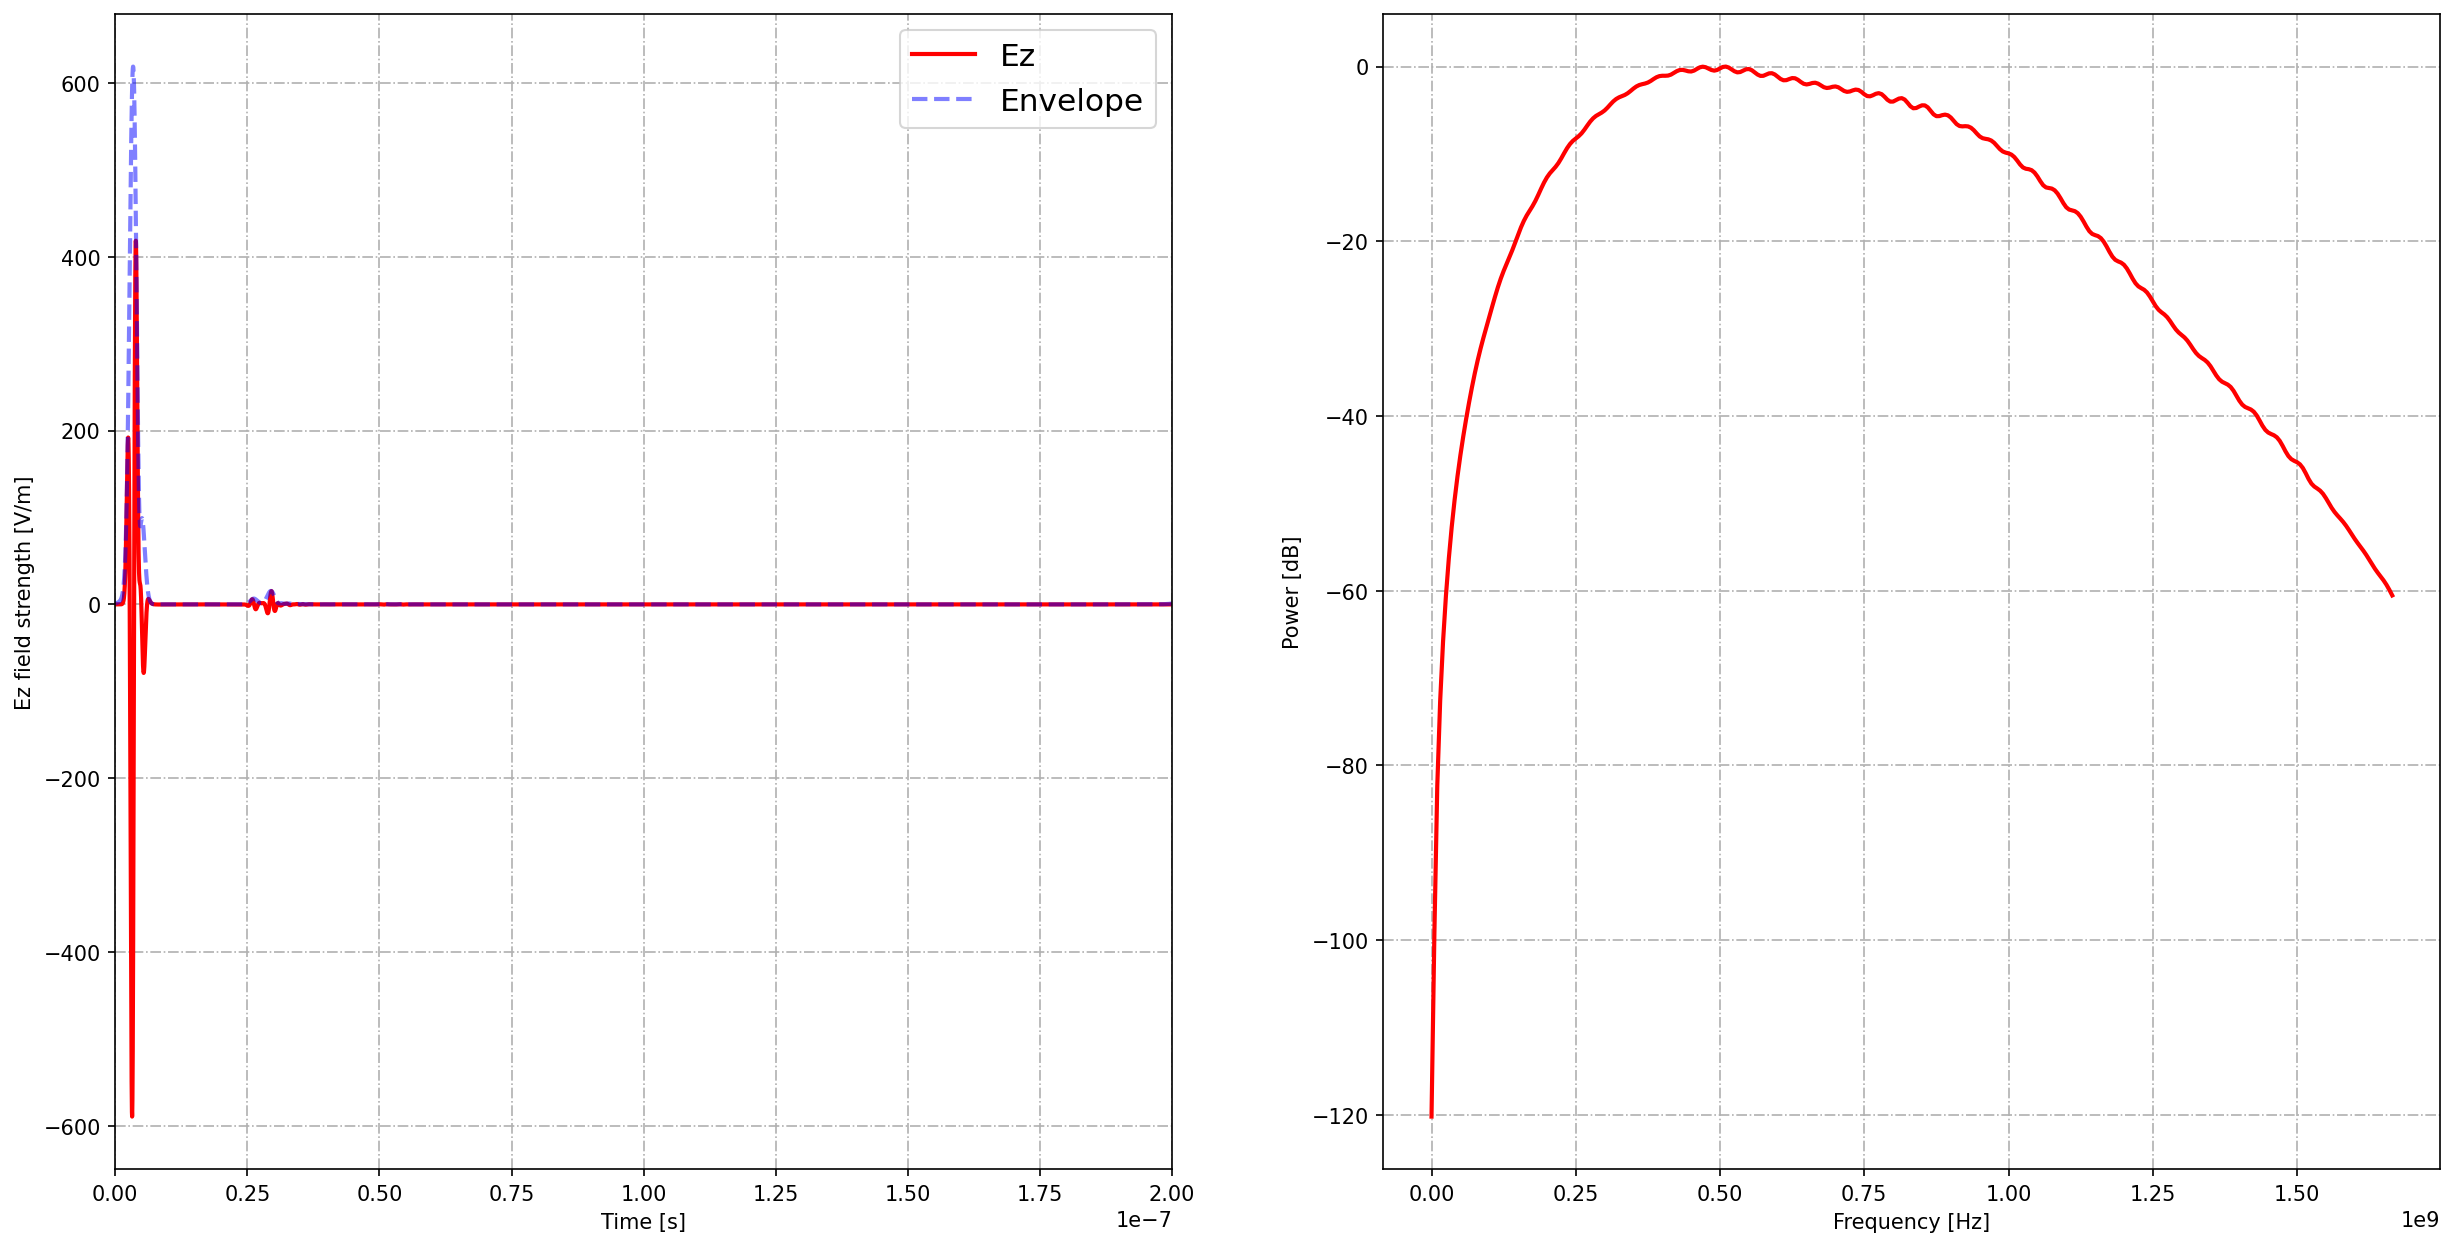 Ez
Envelope
600
400
200
0
−200
−400
−600
Ez field strength [V/m]
0.00 0.25 0.50 0.75 1.00 1.25 1.50 1.75 2.00
1e−7
Time [s]
0
−20
−40
−60
−80
−100
−120
Power [dB]
0.00 0.25 0.50 0.75 1.00 1.25 1.50
1e9
Frequency [Hz]